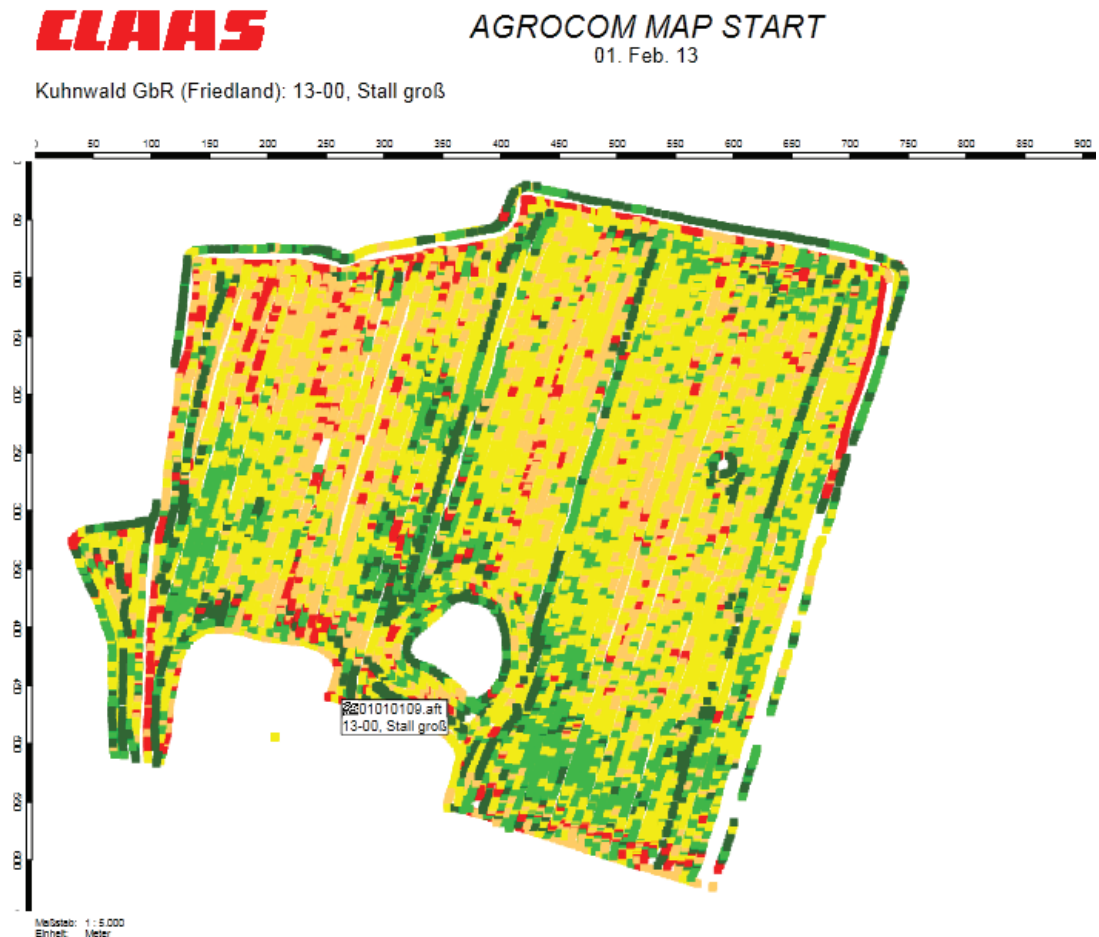 CLAAS
AGROCOM MAP START
01. Feb. 13
Kuhnwald GbR (Friedland): 13-00, Stall groß
50 100 150 200 250 300 350 400 450 500 550 600 650 700 750 800 850 900
01010109.aft
13-00, Stall groß
Maßstab: 1 : 5.000
Einheit: Meter